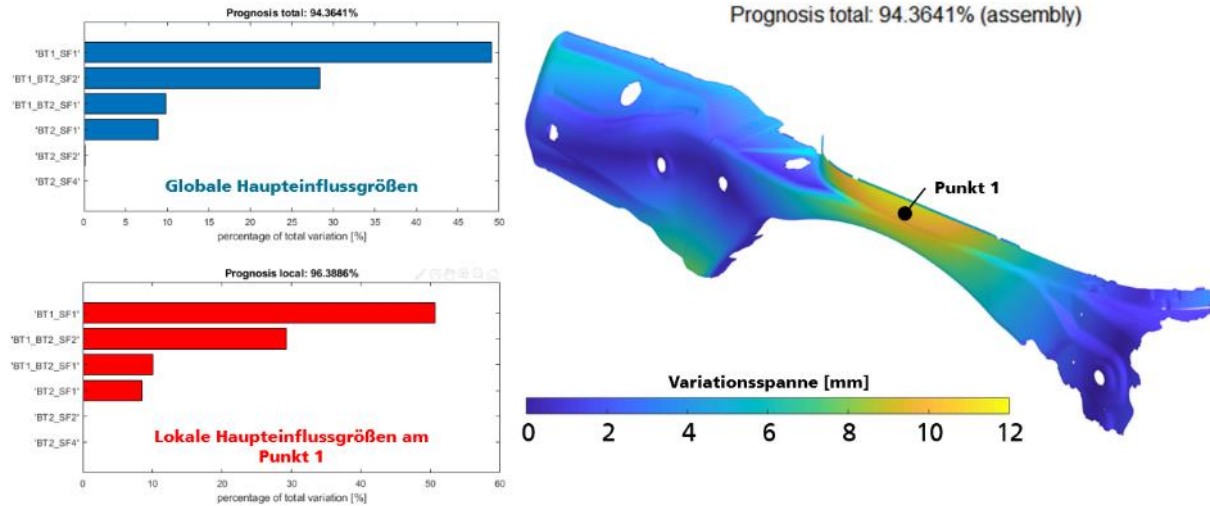 Prognosis total: 94.3641%
'BT1_SF1'
'BT1_BT2_SF2'
'BT1_BT2_SF1'
'BT2_SF1'
'BT2_SF2'
'BT2_SF4'
Globale Haupteinflussgrößen
0 5 10 15 20 25 30 35 40 45 50
percentage of total variation [%]
Prognosis local: 96.3886%
'BT1_SF1'
'BT1_BT2_SF2'
'BT1_BT2_SF1'
'BT2_SF1'
'BT2_SF2'
'BT2_SF4'
Lokale Haupteinflussgrößen am
Punkt 1
0 10 20 30 40 50 60
percentage of total variation [%]
Prognosis total: 94.3641% (assembly)
Punkt 1
Variationsspanne [mm]
0 2 4 6 8 10 12